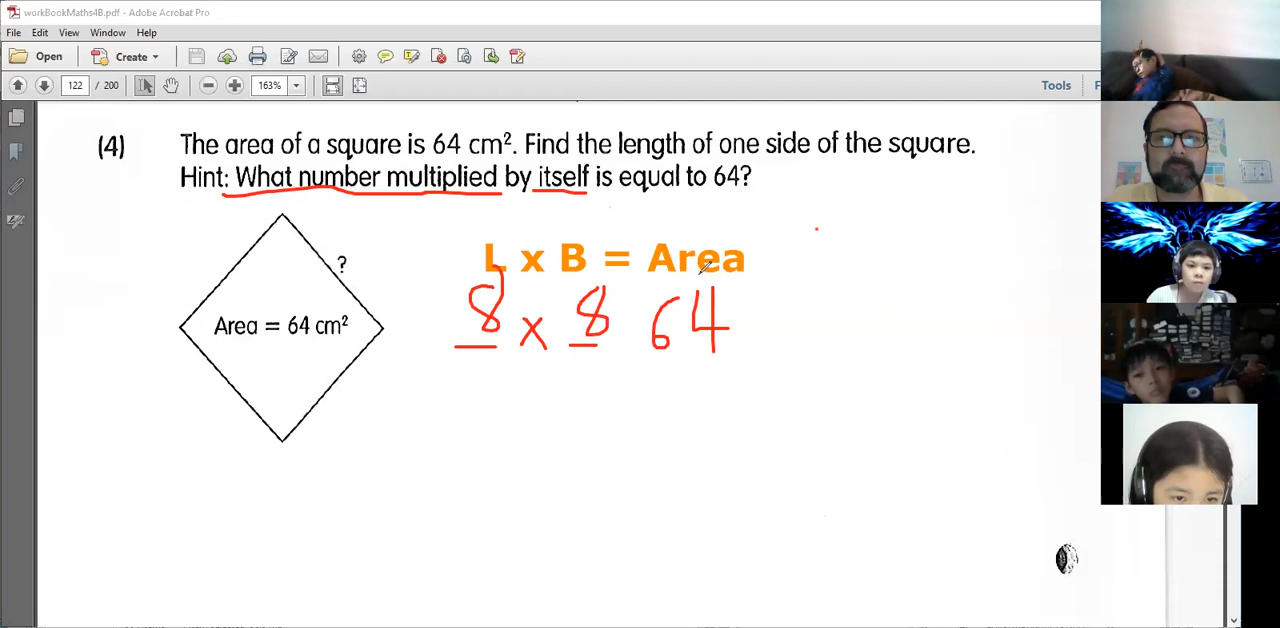 workBookMaths4B.pdf - Adobe Acrobat Pro
File Edit View Window Help
Open Create
122 / 200 163% Tools
(4) The area of a square is 64 cm². Find the length of one side of the square.
Hint: What number multiplied by itself is equal to 64?
?
L x B = Area
8 x 8 64
Area = 64 cm²